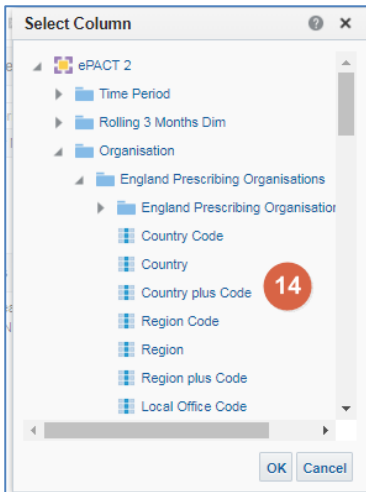 Select Column
ePACT 2
Time Period
Rolling 3 Months Dim
Organisation
England Prescribing Organisations
England Prescribing Organisation
Country Code
Country
Country plus Code
14
Region Code
Region
Region plus Code
Local Office Code
OK Cancel